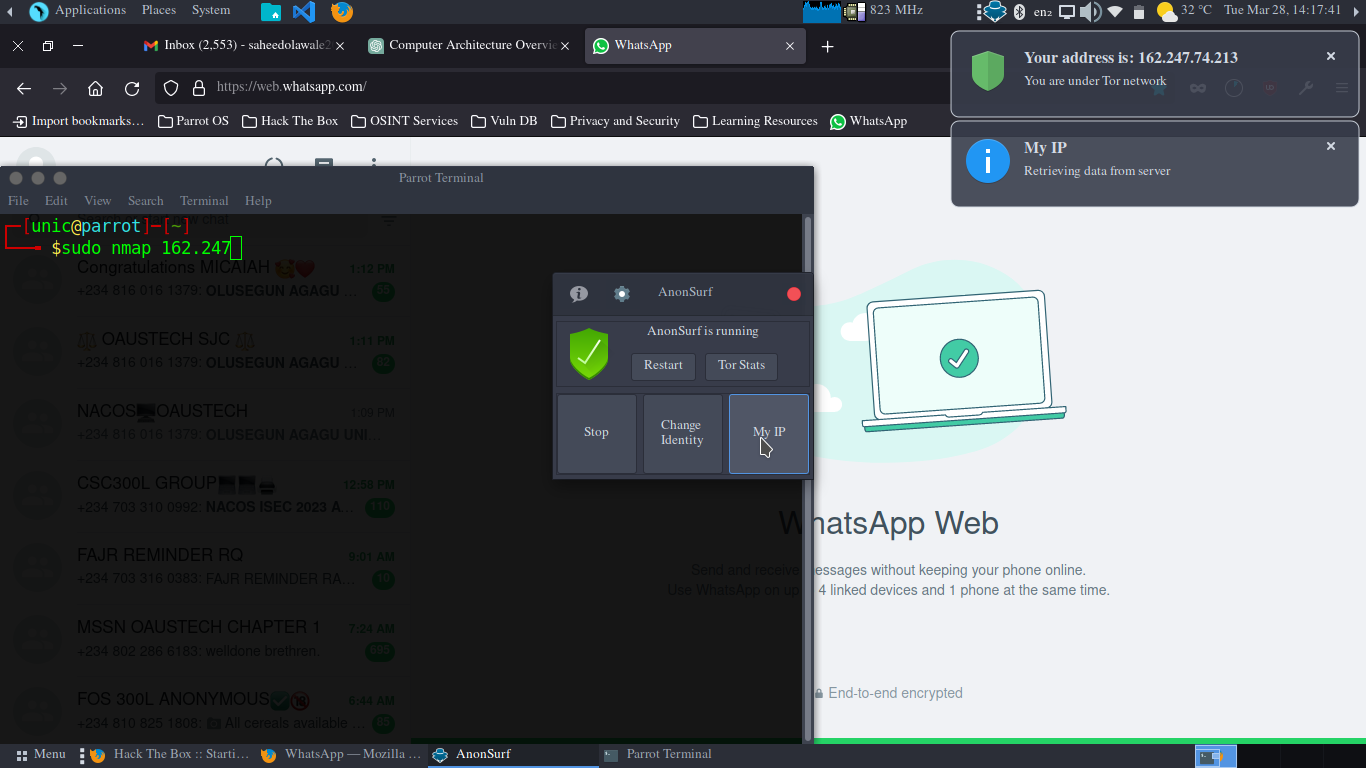 Applications Places System
823 MHz
en₂
32 °C
Tue Mar 28, 14:17:41
Inbox (2,553) - saheedolawale2
Computer Architecture Overvie
WhatsApp
https://web.whatsapp.com/
Import bookmarks…
Parrot OS
Hack The Box
OSINT Services
Vuln DB
Privacy and Security
Learning Resources
WhatsApp
Your address is: 162.247.74.213
You are under Tor network
My IP
Retrieving data from server
Parrot Terminal
File Edit View Search Terminal Help
┌─[unic@parrot]─[~]
└──╼ $sudo nmap 162.247
Congratulations MICAIAH 🥰❤️
1:12 PM
+234 816 016 1379: OLUSEGUN AGAGU ...
⚖️ OAUSTECH SJC ⚖️
1:11 PM
+234 816 016 1379: OLUSEGUN AGAGU ...
82
NACOS OAUSTECH
1:09 PM
+234 816 016 1379: OLUSEGUN AGAGU UNI...
CSC300L GROUP
12:58 PM
+234 703 310 0992: NACOS ISEC 2023 A...
110
FAJR REMINDER RQ
9:01 AM
+234 703 316 0383: FAJR REMINDER RA...
10
MSSN OAUSTECH CHAPTER 1
7:24 AM
+234 802 286 6183: welldone brethren.
695
FOS 300L ANONYMOUS✅🔞
6:44 AM
+234 810 825 1808: 📷 All cereals available ...
AnonSurf
AnonSurf is running
Restart
Tor Stats
Stop
Change
Identity
My IP
WhatsApp Web
Send and receive messages without keeping your phone online.
Use WhatsApp on up to 4 linked devices and 1 phone at the same time.
End-to-end encrypted
Menu
Hack The Box :: Starti…
WhatsApp — Mozilla …
AnonSurf
Parrot Terminal